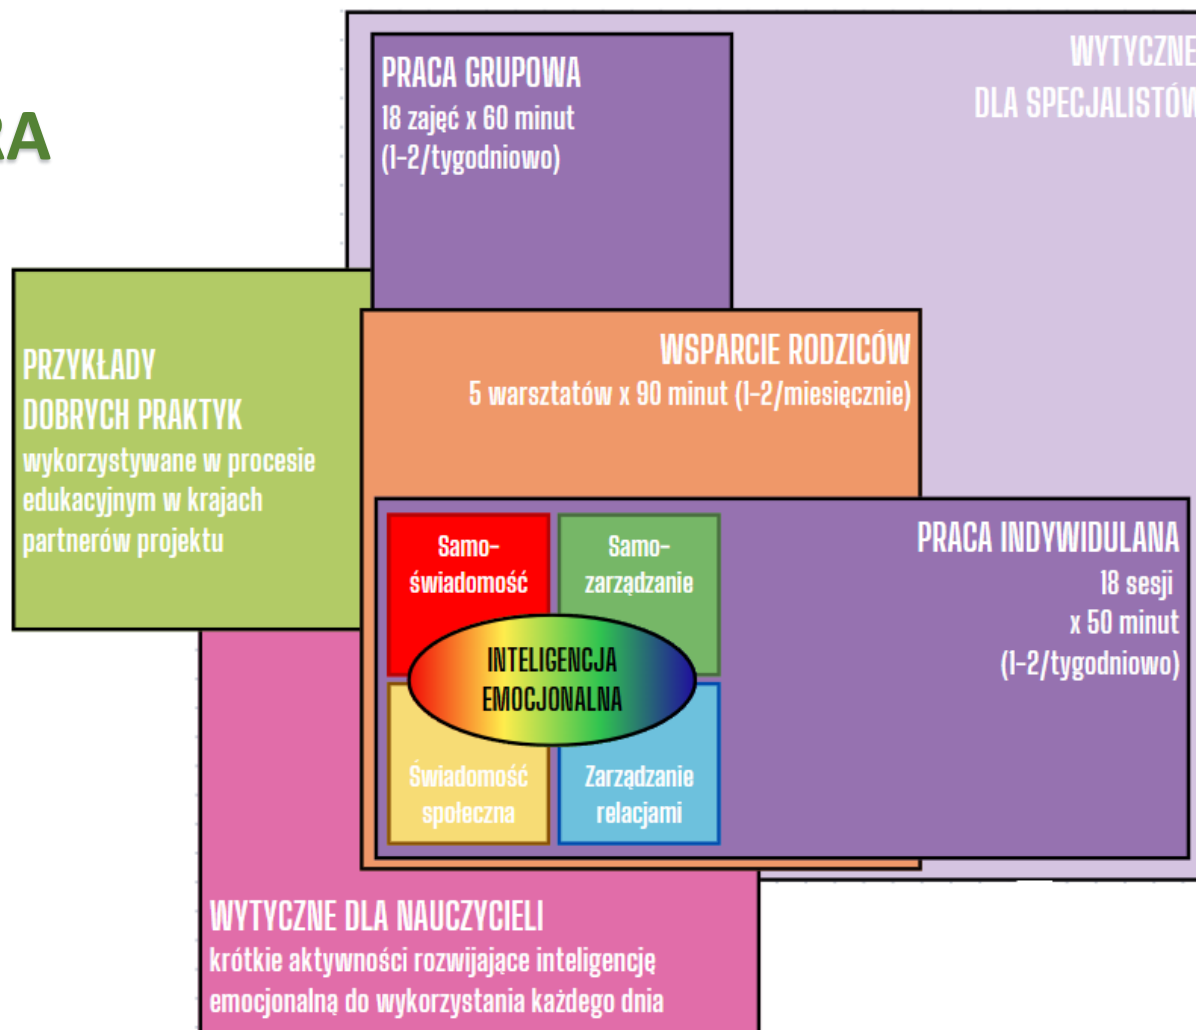 RA
PRACA GRUPOWA
18 zajęć x 60 minut
(1-2/tygodniowo)
WYTYCZNE
DLA SPECJALISTÓW
PRZYKŁADY
DOBRYCH PRAKTYK
wykorzystywane w procesie
edukacyjnym w krajach
partnerów projektu
WSPARCIE RODZICÓW
5 warsztatów x 90 minut (1-2/miesięcznie)
PRACA INDYWIDULANA
18 sesji
x 50 minut
(1-2/tygodniowo)
Samo-
świadomość
Samo-
zarządzanie
INTELIGENCJA
EMOCJONALNA
Świadomość
społeczna
Zarządzanie
relacjami
WYTYCZNE DLA NAUCZYCIELI
krótkie aktywności rozwijające inteligencję
emocjonalną do wykorzystania każdego dnia